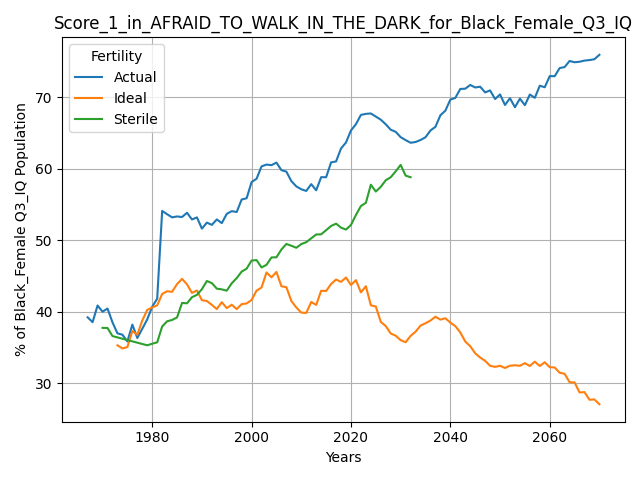 Score_1_in_AFRAID_TO_WALK_IN_THE_DARK_for_Black_Female_Q3_IQ
Fertility
Actual
Ideal
Sterile
% of Black_Female Q3_IQ Population
70
60
50
40
30
1980
2000
2020
2040
2060
Years